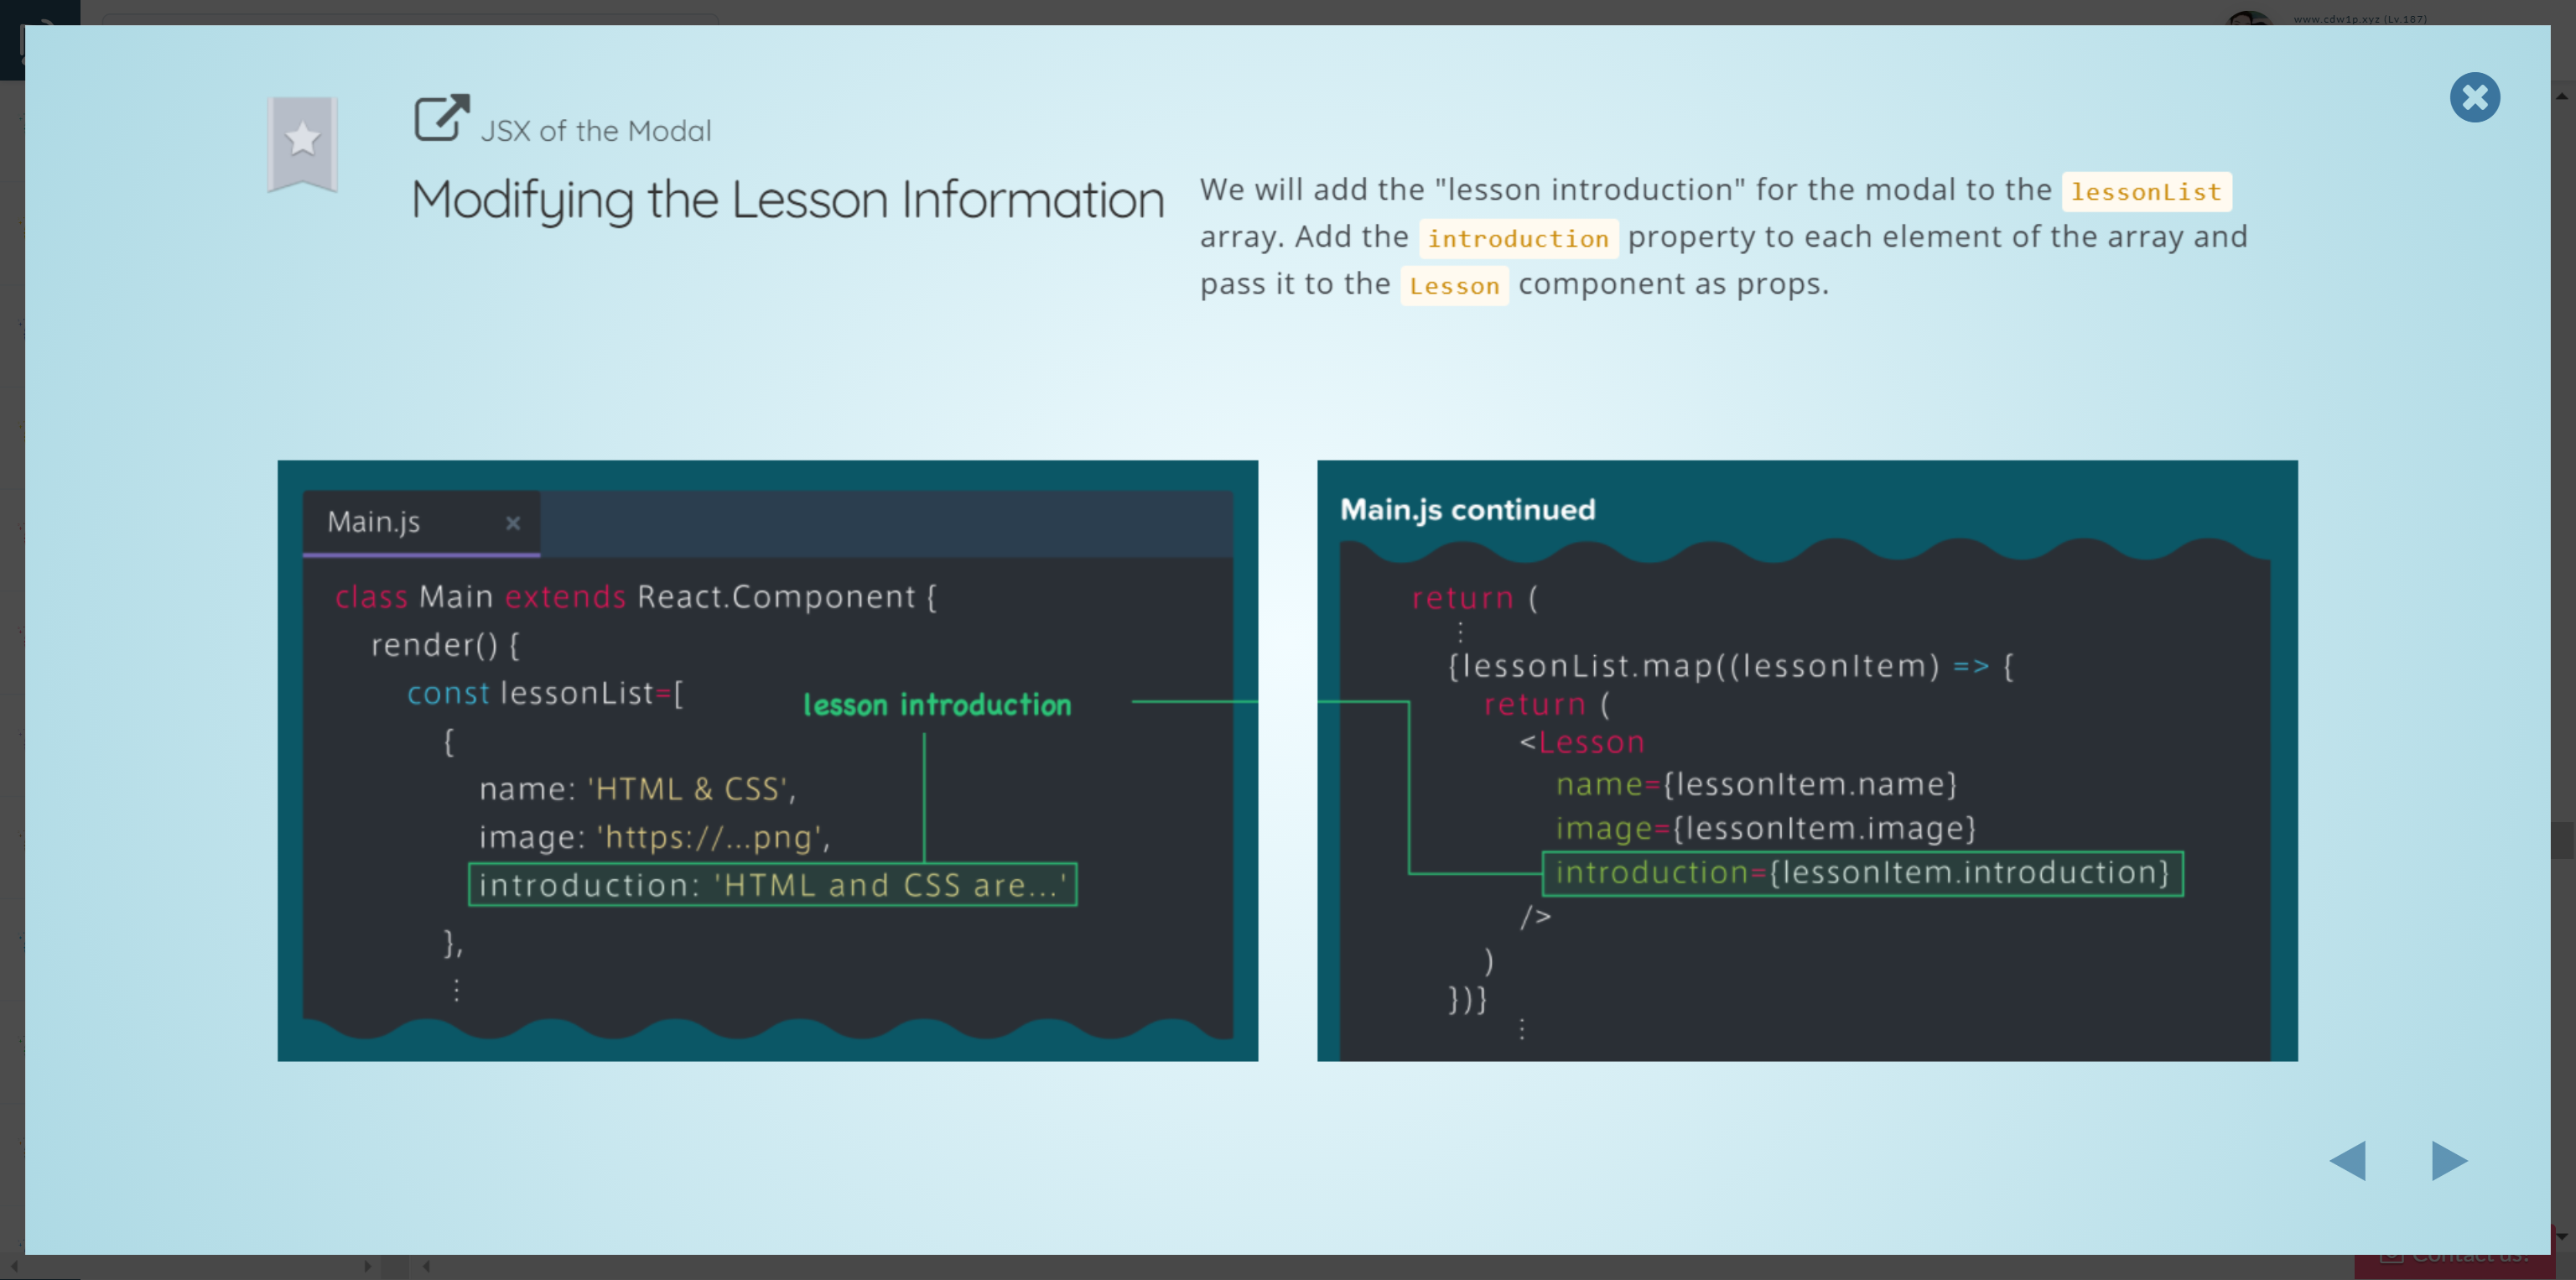 www.cdw1p.xyz (Lv.187)
JSX of the Modal
Modifying the Lesson Information
We will add the "lesson introduction" for the modal to the lessonList
array. Add the introduction property to each element of the array and
pass it to the Lesson component as props.
Main.js ×
class Main extends React.Component {
render() {
const lessonList=[
lesson introduction
{
name: 'HTML & CSS',
image: 'https://...png',
introduction: 'HTML and CSS are...'
},
⋮
Main.js continued
return (
⋮
{lessonList.map((lessonItem) => {
return (
<Lesson
name={lessonItem.name}
image={lessonItem.image}
introduction={lessonItem.introduction}
/>
)
})}
⋮
Contact us!